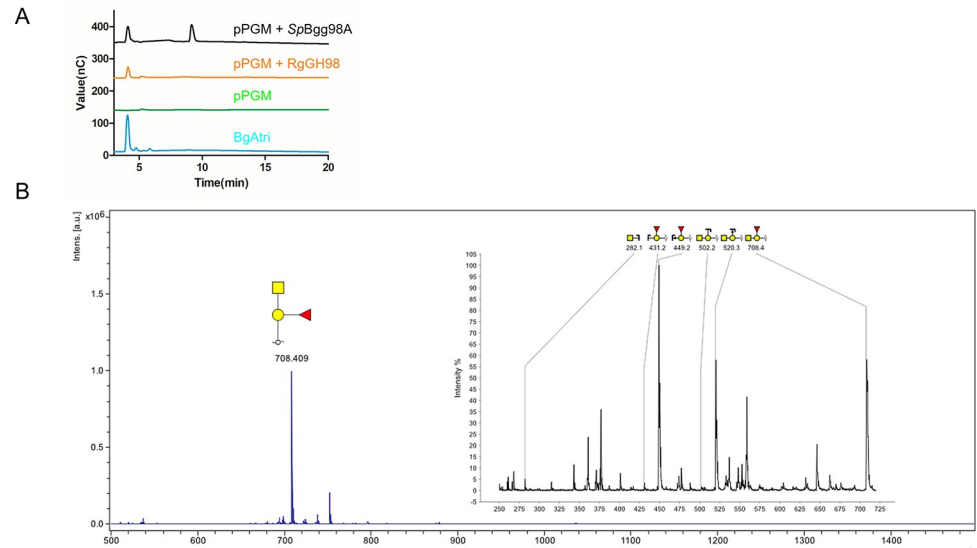 A
pPGM + SpBgg98A
pPGM + RgGH98
pPGM
BgAtri
Value(nC)
400
300
200
100
0
5 10 15 20
Time(min)
B
Intens. [a.u.]
x10⁶
1.5
1.0
0.5
0.0
500 600 700 800 900 1000 1100 1200 1300 1400
708.409
282.1 431.2 449.2 502.2 520.3 708.4
Intensity %
105
100
95
90
85
80
75
70
65
60
55
50
45
40
35
30
25
20
15
10
5
0
-5
250 275 300 325 350 375 400 425 450 475 500 525 550 575 600 625 650 675 700 725